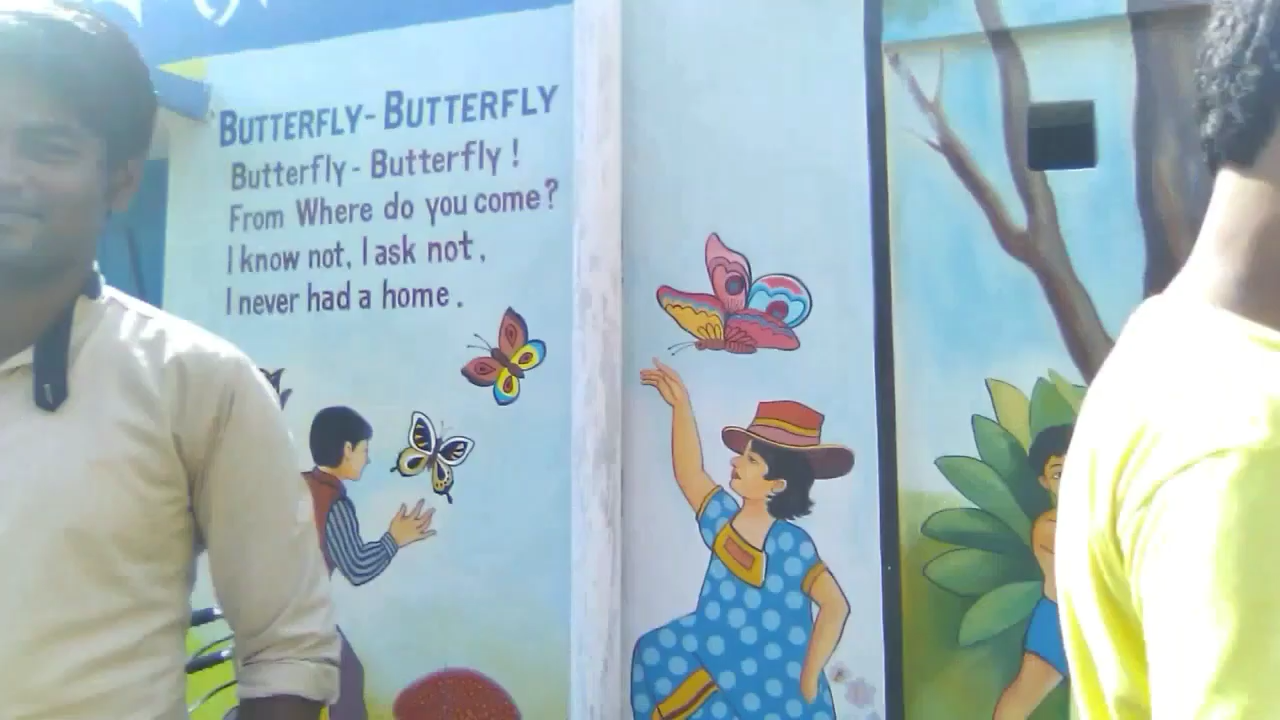 BUTTERFLY-BUTTERFLY
Butterfly-Butterfly!
From Where do you come?
I know not, I ask not,
I never had a home.